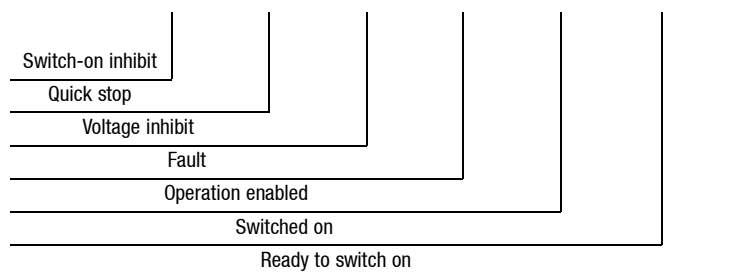 Switch-on inhibit
Quick stop
Voltage inhibit
Fault
Operation enabled
Switched on
Ready to switch on